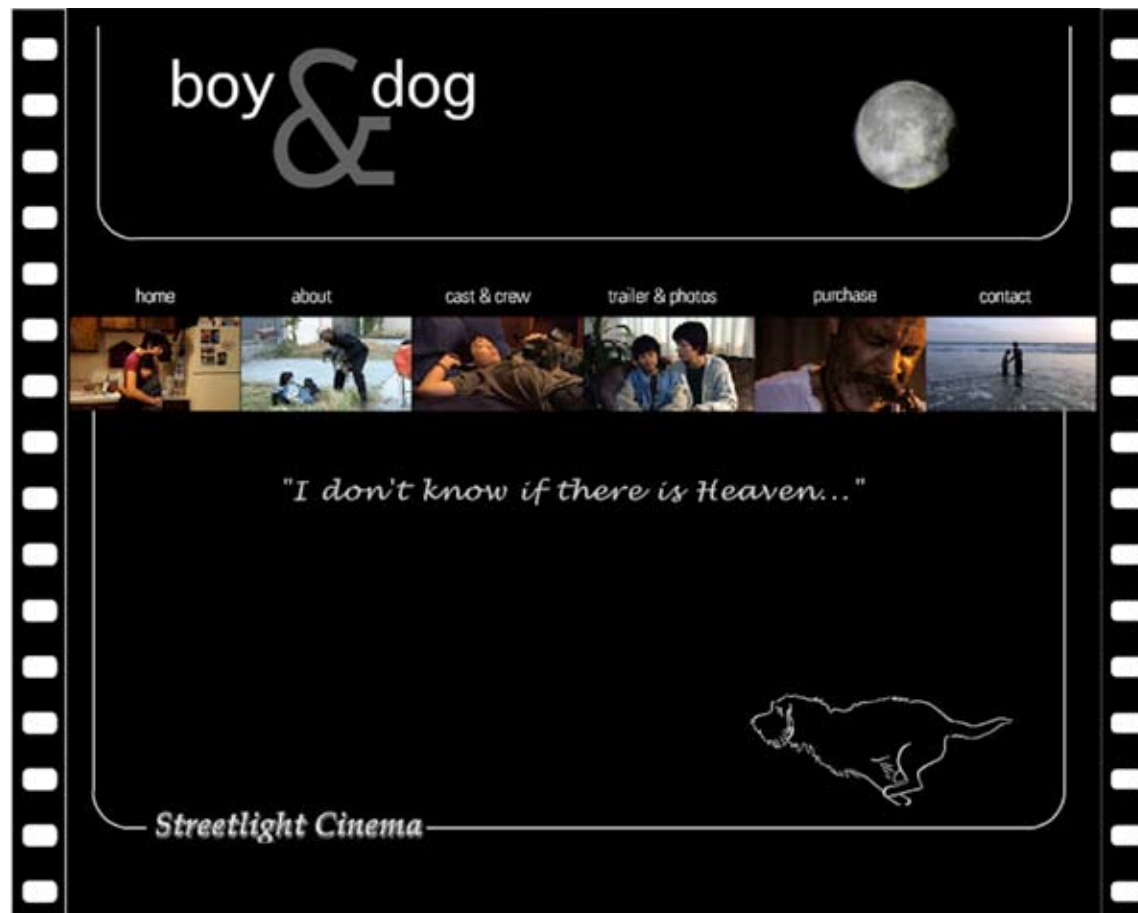 boy & dog
home about cast & crew trailer & photos purchase contact
"I don't know if there is Heaven..."
Streetlight Cinema